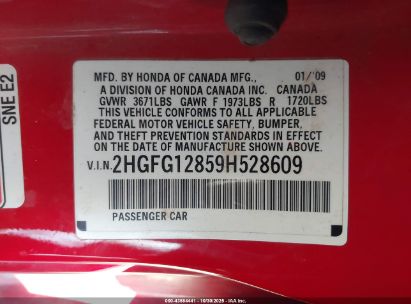 SNE E2
MFD. BY HONDA OF CANADA MFG., 01/'09
A DIVISION OF HONDA CANADA INC. CANADA
GVWR 3671LBS GAWR F 1973LBS R 1720LBS
THIS VEHICLE CONFORMS TO ALL APPLICABLE
FEDERAL MOTOR VEHICLE SAFETY, BUMPER,
AND THEFT PREVENTION STANDARDS IN EFFECT
ON THE DATE OF MANUFACTURE SHOWN ABOVE.
V.I.N. 2HGFG12859H528609
PASSENGER CAR